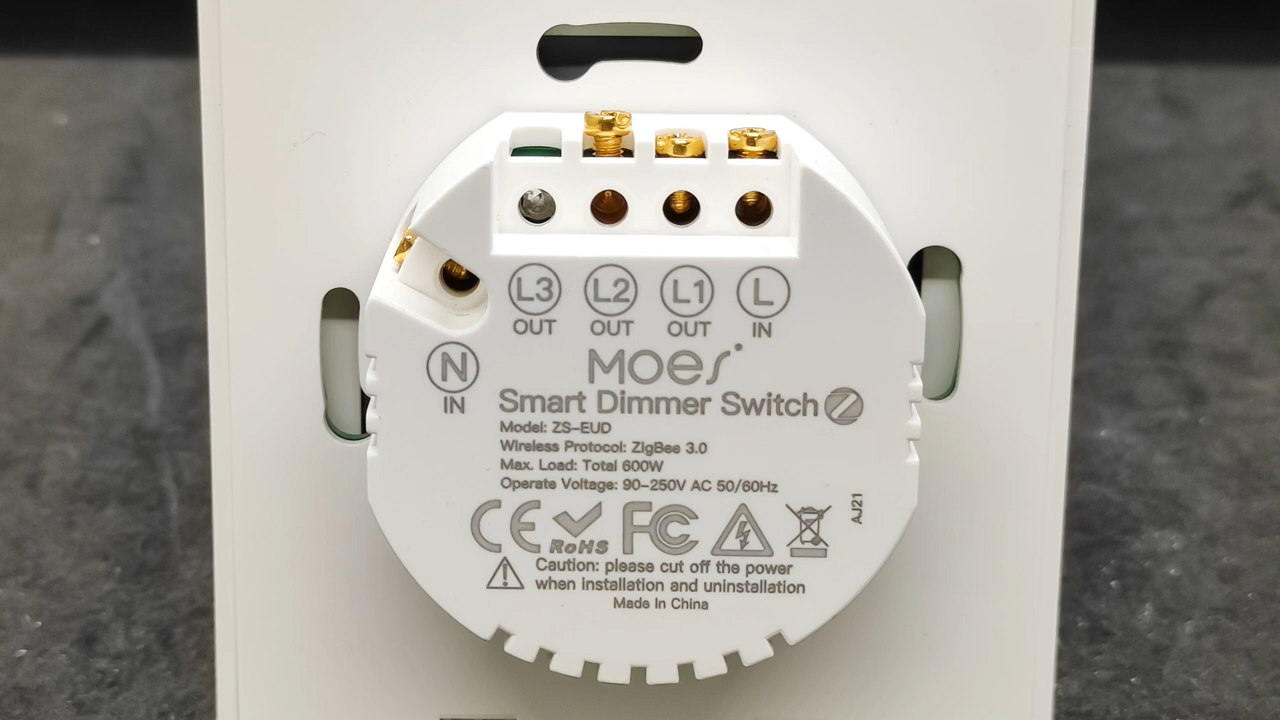 L3 L2 L1 L
OUT OUT OUT IN
N
IN
MOES
Smart Dimmer Switch
Model: ZS-EUD
Wireless Protocol: ZigBee 3.0
Max. Load: Total 600W
Operate Voltage: 90-250V AC 50/60Hz
AJ21
CE RoHS FC
Caution: please cut off the power
when installation and uninstallation
Made In China